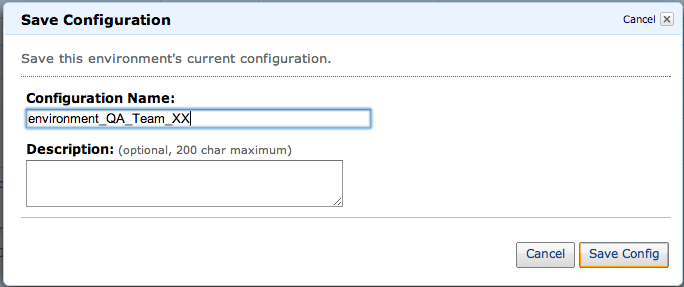 Save Configuration
Cancel
Save this environment's current configuration.
Configuration Name:
environment_QA_Team_XX
Description: (optional, 200 char maximum)
Cancel
Save Config